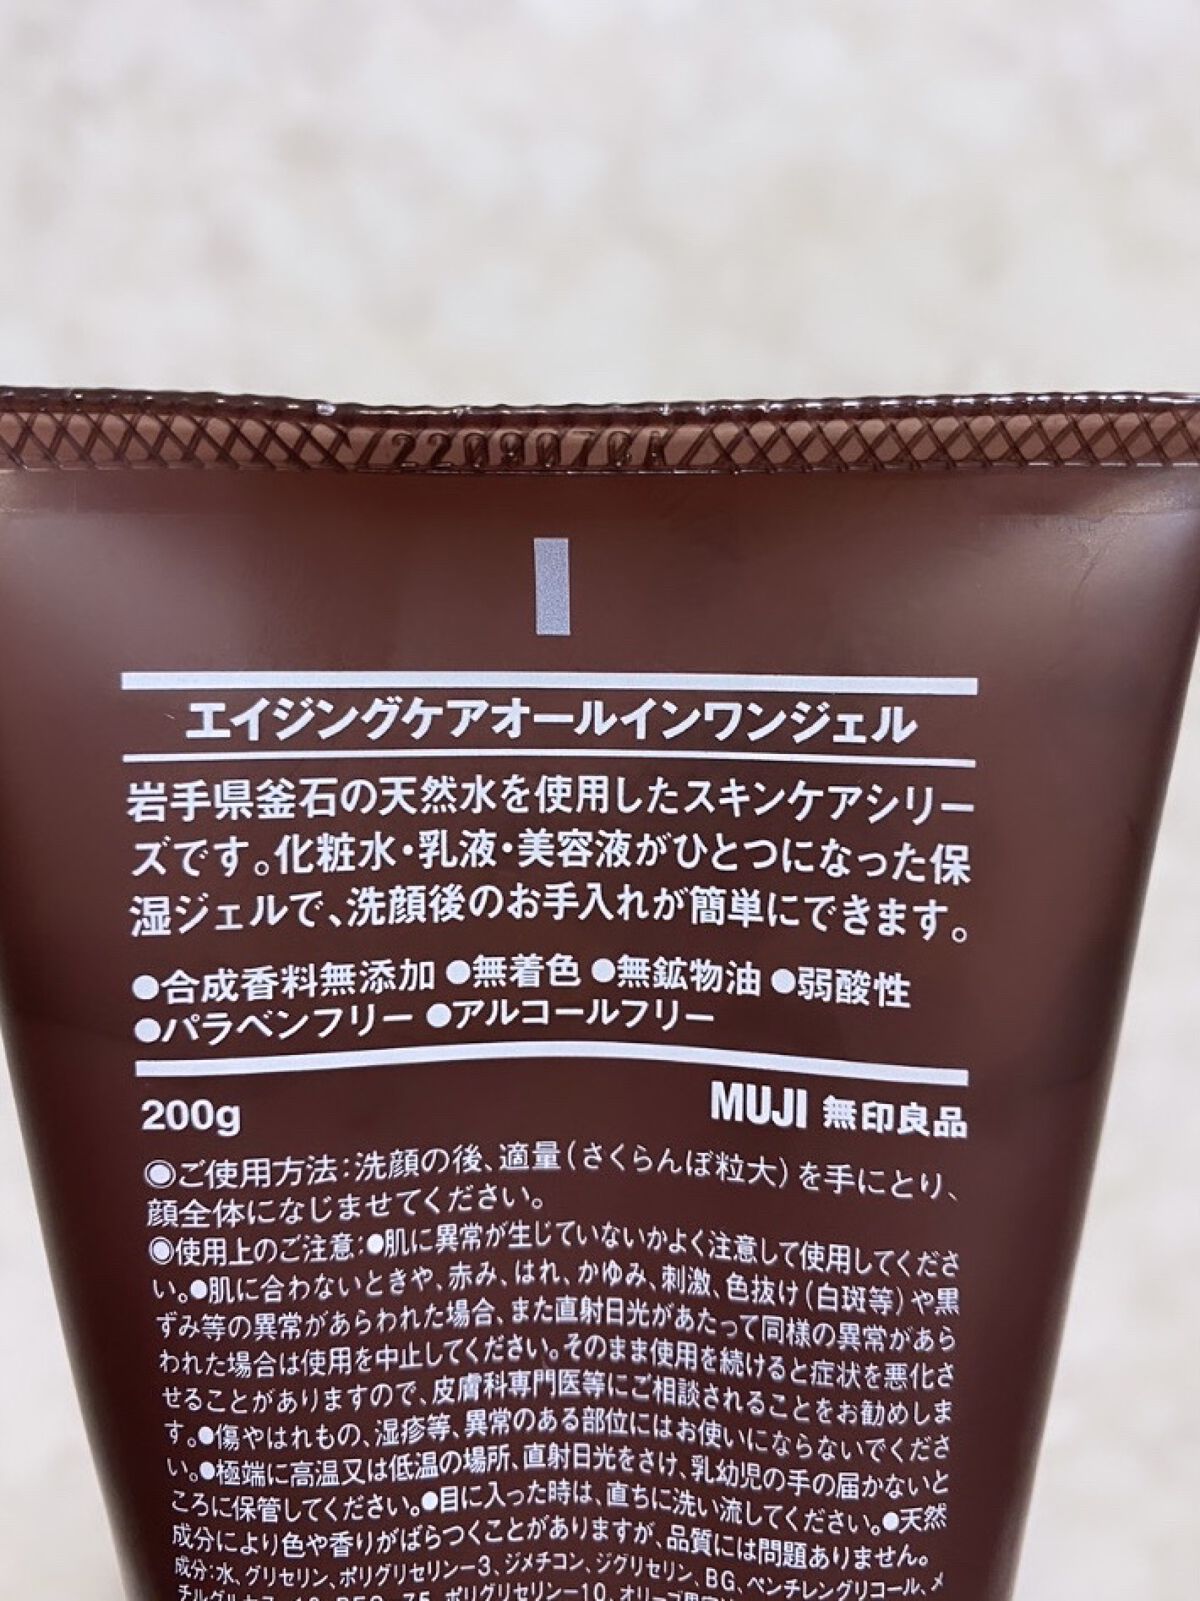 220907CA
エイジングケアオールインワンジェル
岩手県釜石の天然水を使用したスキンケアシリー
ズです。化粧水・乳液・美容液がひとつになった保
湿ジェルで、洗顔後のお手入れが簡単にできます。
●合成香料無添加 ●無着色 ●無鉱物油 ●弱酸性
●パラベンフリー ●アルコールフリー
200g
MUJI 無印良品
◉ご使用方法：洗顔の後、適量（さくらんぼ粒大）を手にとり、
顔全体になじませてください。
◉使用上のご注意：●肌に異常が生じていないかよく注意して使用してくださ
い。●肌に合わないときや、赤み、はれ、かゆみ、刺激、色抜け（白斑等）や黒
ずみ等の異常があらわれた場合、また直射日光があたって同様の異常があら
われた場合は使用を中止してください。そのまま使用を続けると症状を悪化さ
せることがありますので、皮膚科専門医等にご相談されることをお勧めしま
す。●傷やはれもの、湿疹等、異常のある部位にはお使いにならないでくださ
い。●極端に高温又は低温の場所、直射日光をさけ、乳幼児の手の届かないと
ころに保管してください。●目に入った時は、直ちに洗い流してください。●天然
成分により色や香りがばらつくことがありますが、品質には問題ありません。
成分：水、グリセリン、ポリグリセリン－3、ジメチコン、ジグリセリン、BG、ペンチレングリコール、メ